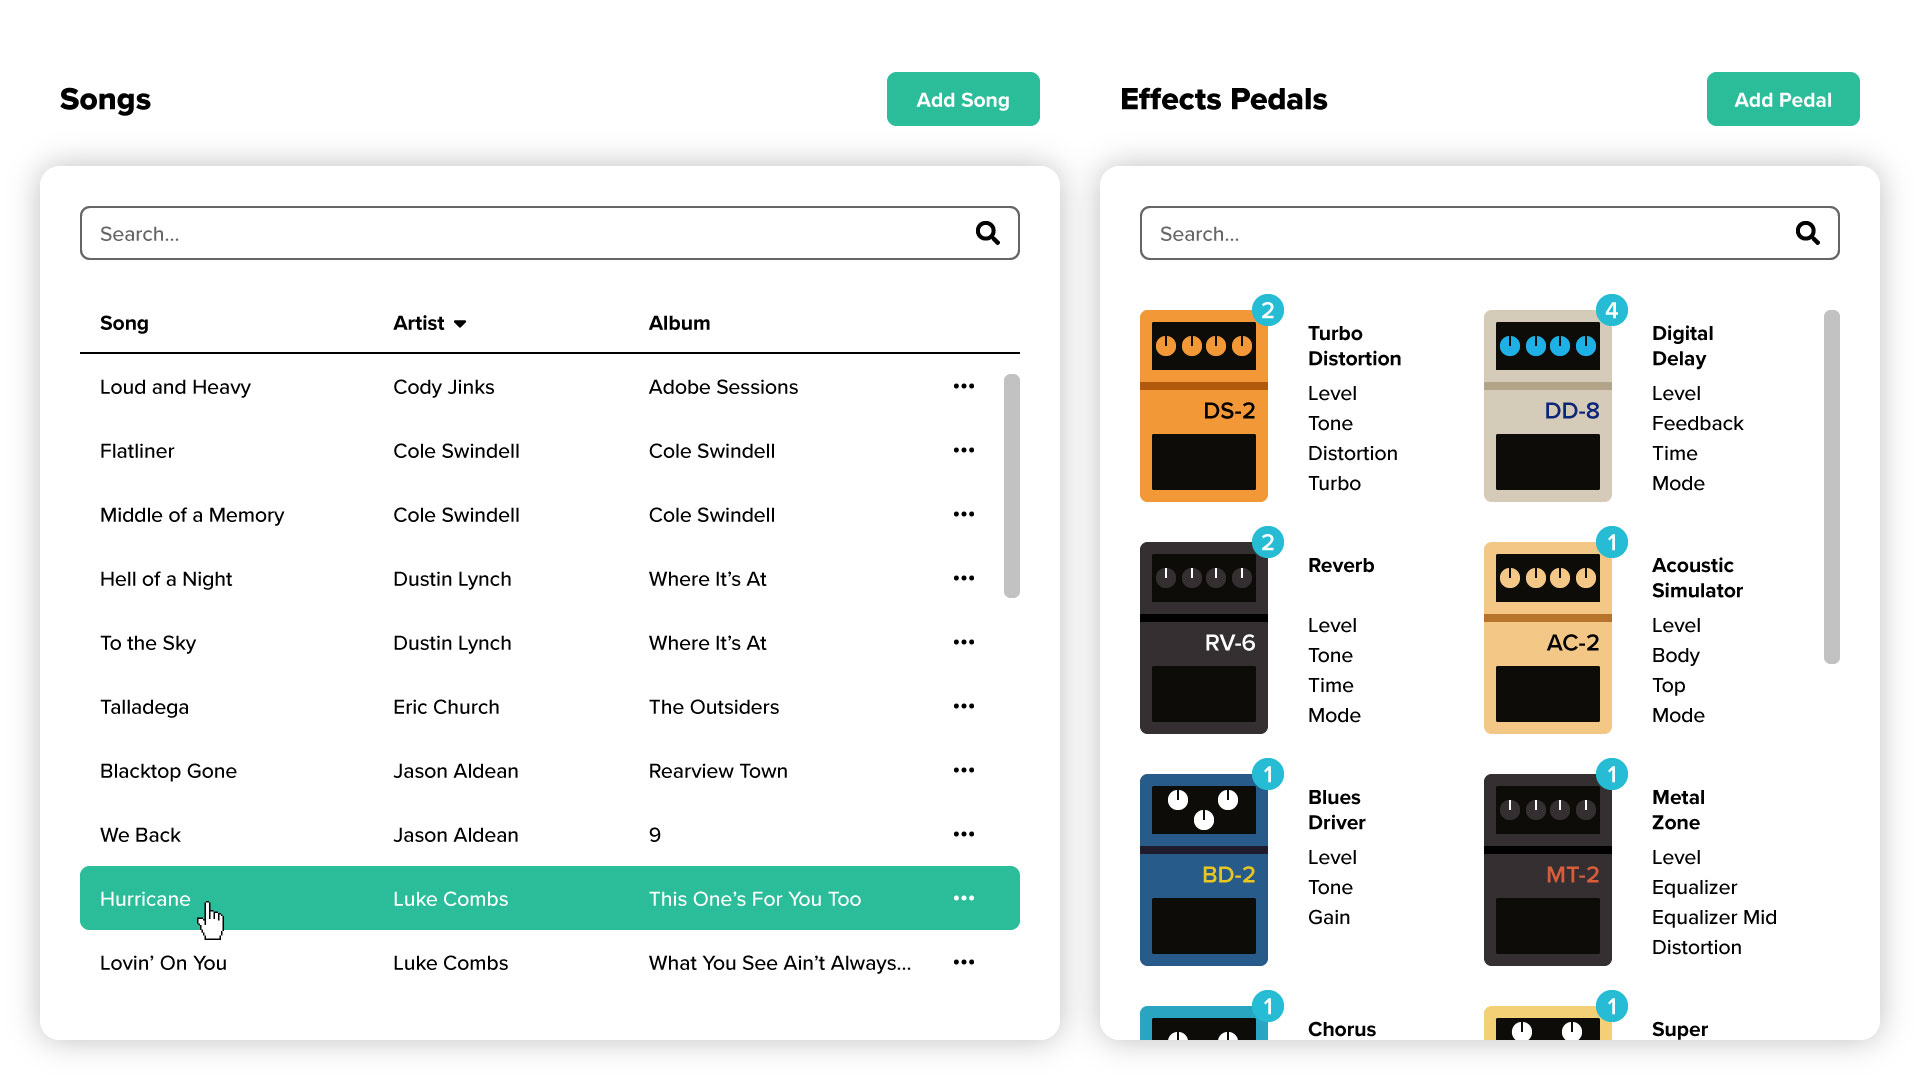 Songs
Add Song
Search...
Song Artist Album
Loud and Heavy Cody Jinks Adobe Sessions
Flatliner Cole Swindell Cole Swindell
Middle of a Memory Cole Swindell Cole Swindell
Hell of a Night Dustin Lynch Where It’s At
To the Sky Dustin Lynch Where It’s At
Talladega Eric Church The Outsiders
Blacktop Gone Jason Aldean Rearview Town
We Back Jason Aldean 9
Hurricane Luke Combs This One’s For You Too
Lovin’ On You Luke Combs What You See Ain’t Always...
Effects Pedals
Add Pedal
Search...
2
DS-2
Turbo
Distortion
Level
Tone
Distortion
Turbo
4
DD-8
Digital
Delay
Level
Feedback
Time
Mode
2
RV-6
Reverb
Level
Tone
Time
Mode
1
AC-2
Acoustic
Simulator
Level
Body
Top
Mode
1
BD-2
Blues
Driver
Level
Tone
Gain
1
MT-2
Metal
Zone
Level
Equalizer
Equalizer Mid
Distortion
1
Chorus
1
Super